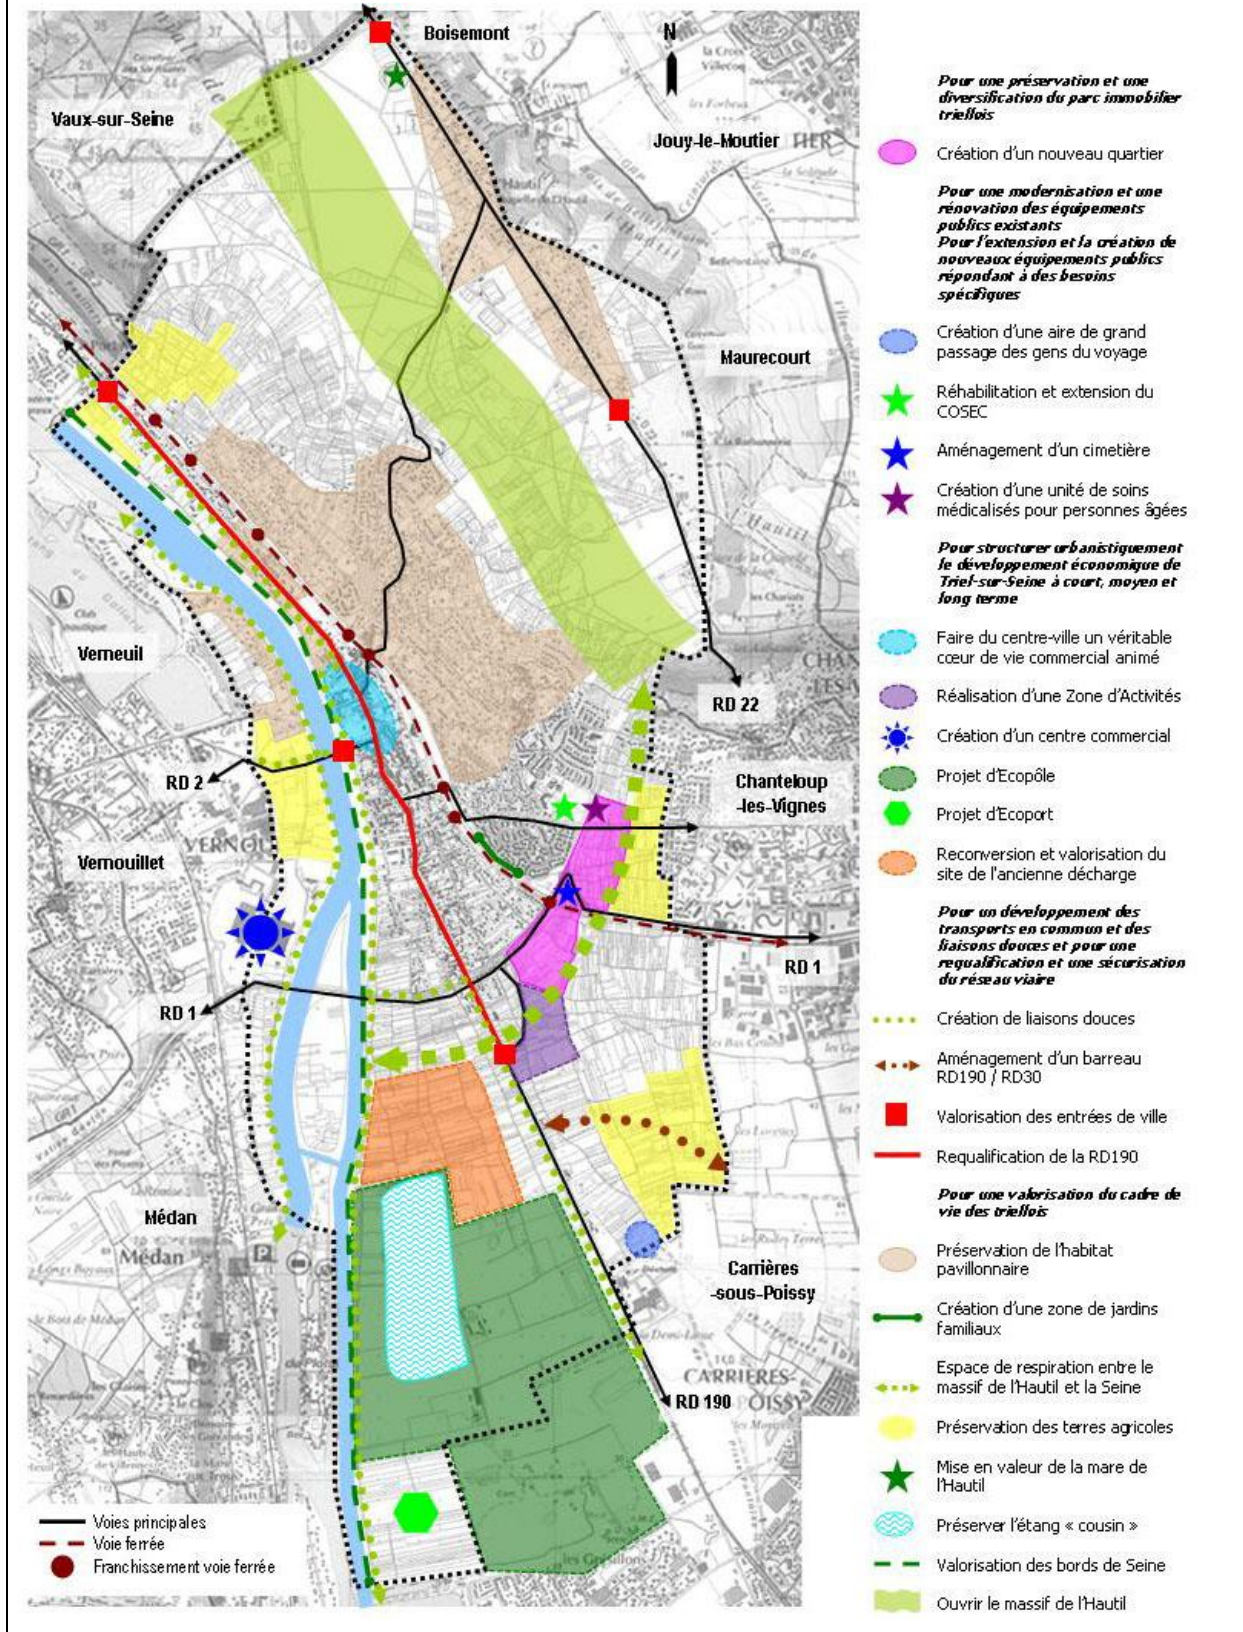 Boisemont
N
Vaux-sur-Seine
Jouy-le-Moutier
Maurecourt
Verneuil
RD 22
RD 2
Chanteloup
-les-Vignes
Vernouillet
RD 1
RD 1
Médan
Médan
Carrières
-sous-Poissy
CARRIERES-
POISSY
RD 190
Voies principales
Voie ferrée
Franchissement voie ferrée
Pour une préservation et une
diversification du parc immobilier
triellois
Création d'un nouveau quartier
Pour une modernisation et une
rénovation des équipements
publics existants
Pour l'extension et la création de
nouveaux équipements publics
répondant à des besoins
spécifiques
Création d'une aire de grand
passage des gens du voyage
Réhabilitation et extension du
COSEC
Aménagement d'un cimetière
Création d'une unité de soins
médicalisés pour personnes âgées
Pour structurer urbanistiquement
le développement économique de
Triel-sur-Seine à court, moyen et
long terme
Faire du centre-ville un véritable
cœur de vie commercial animé
Réalisation d'une Zone d'Activités
Création d'un centre commercial
Projet d'Ecopôle
Projet d'Ecoport
Reconversion et valorisation du
site de l'ancienne décharge
Pour un développement des
transports en commun et des
liaisons douces et pour une
requalification et une sécurisation
du réseau viaire
Création de liaisons douces
Aménagement d'un barreau
RD190 / RD30
Valorisation des entrées de ville
Requalification de la RD190
Pour une valorisation du cadre de
vie des triellois
Préservation de l'habitat
pavillonnaire
Création d'une zone de jardins
familiaux
Espace de respiration entre le
massif de l'Hautil et la Seine
Préservation des terres agricoles
Mise en valeur de la mare de
l'Hautil
Préserver l'étang « cousin »
Valorisation des bords de Seine
Ouvrir le massif de l'Hautil